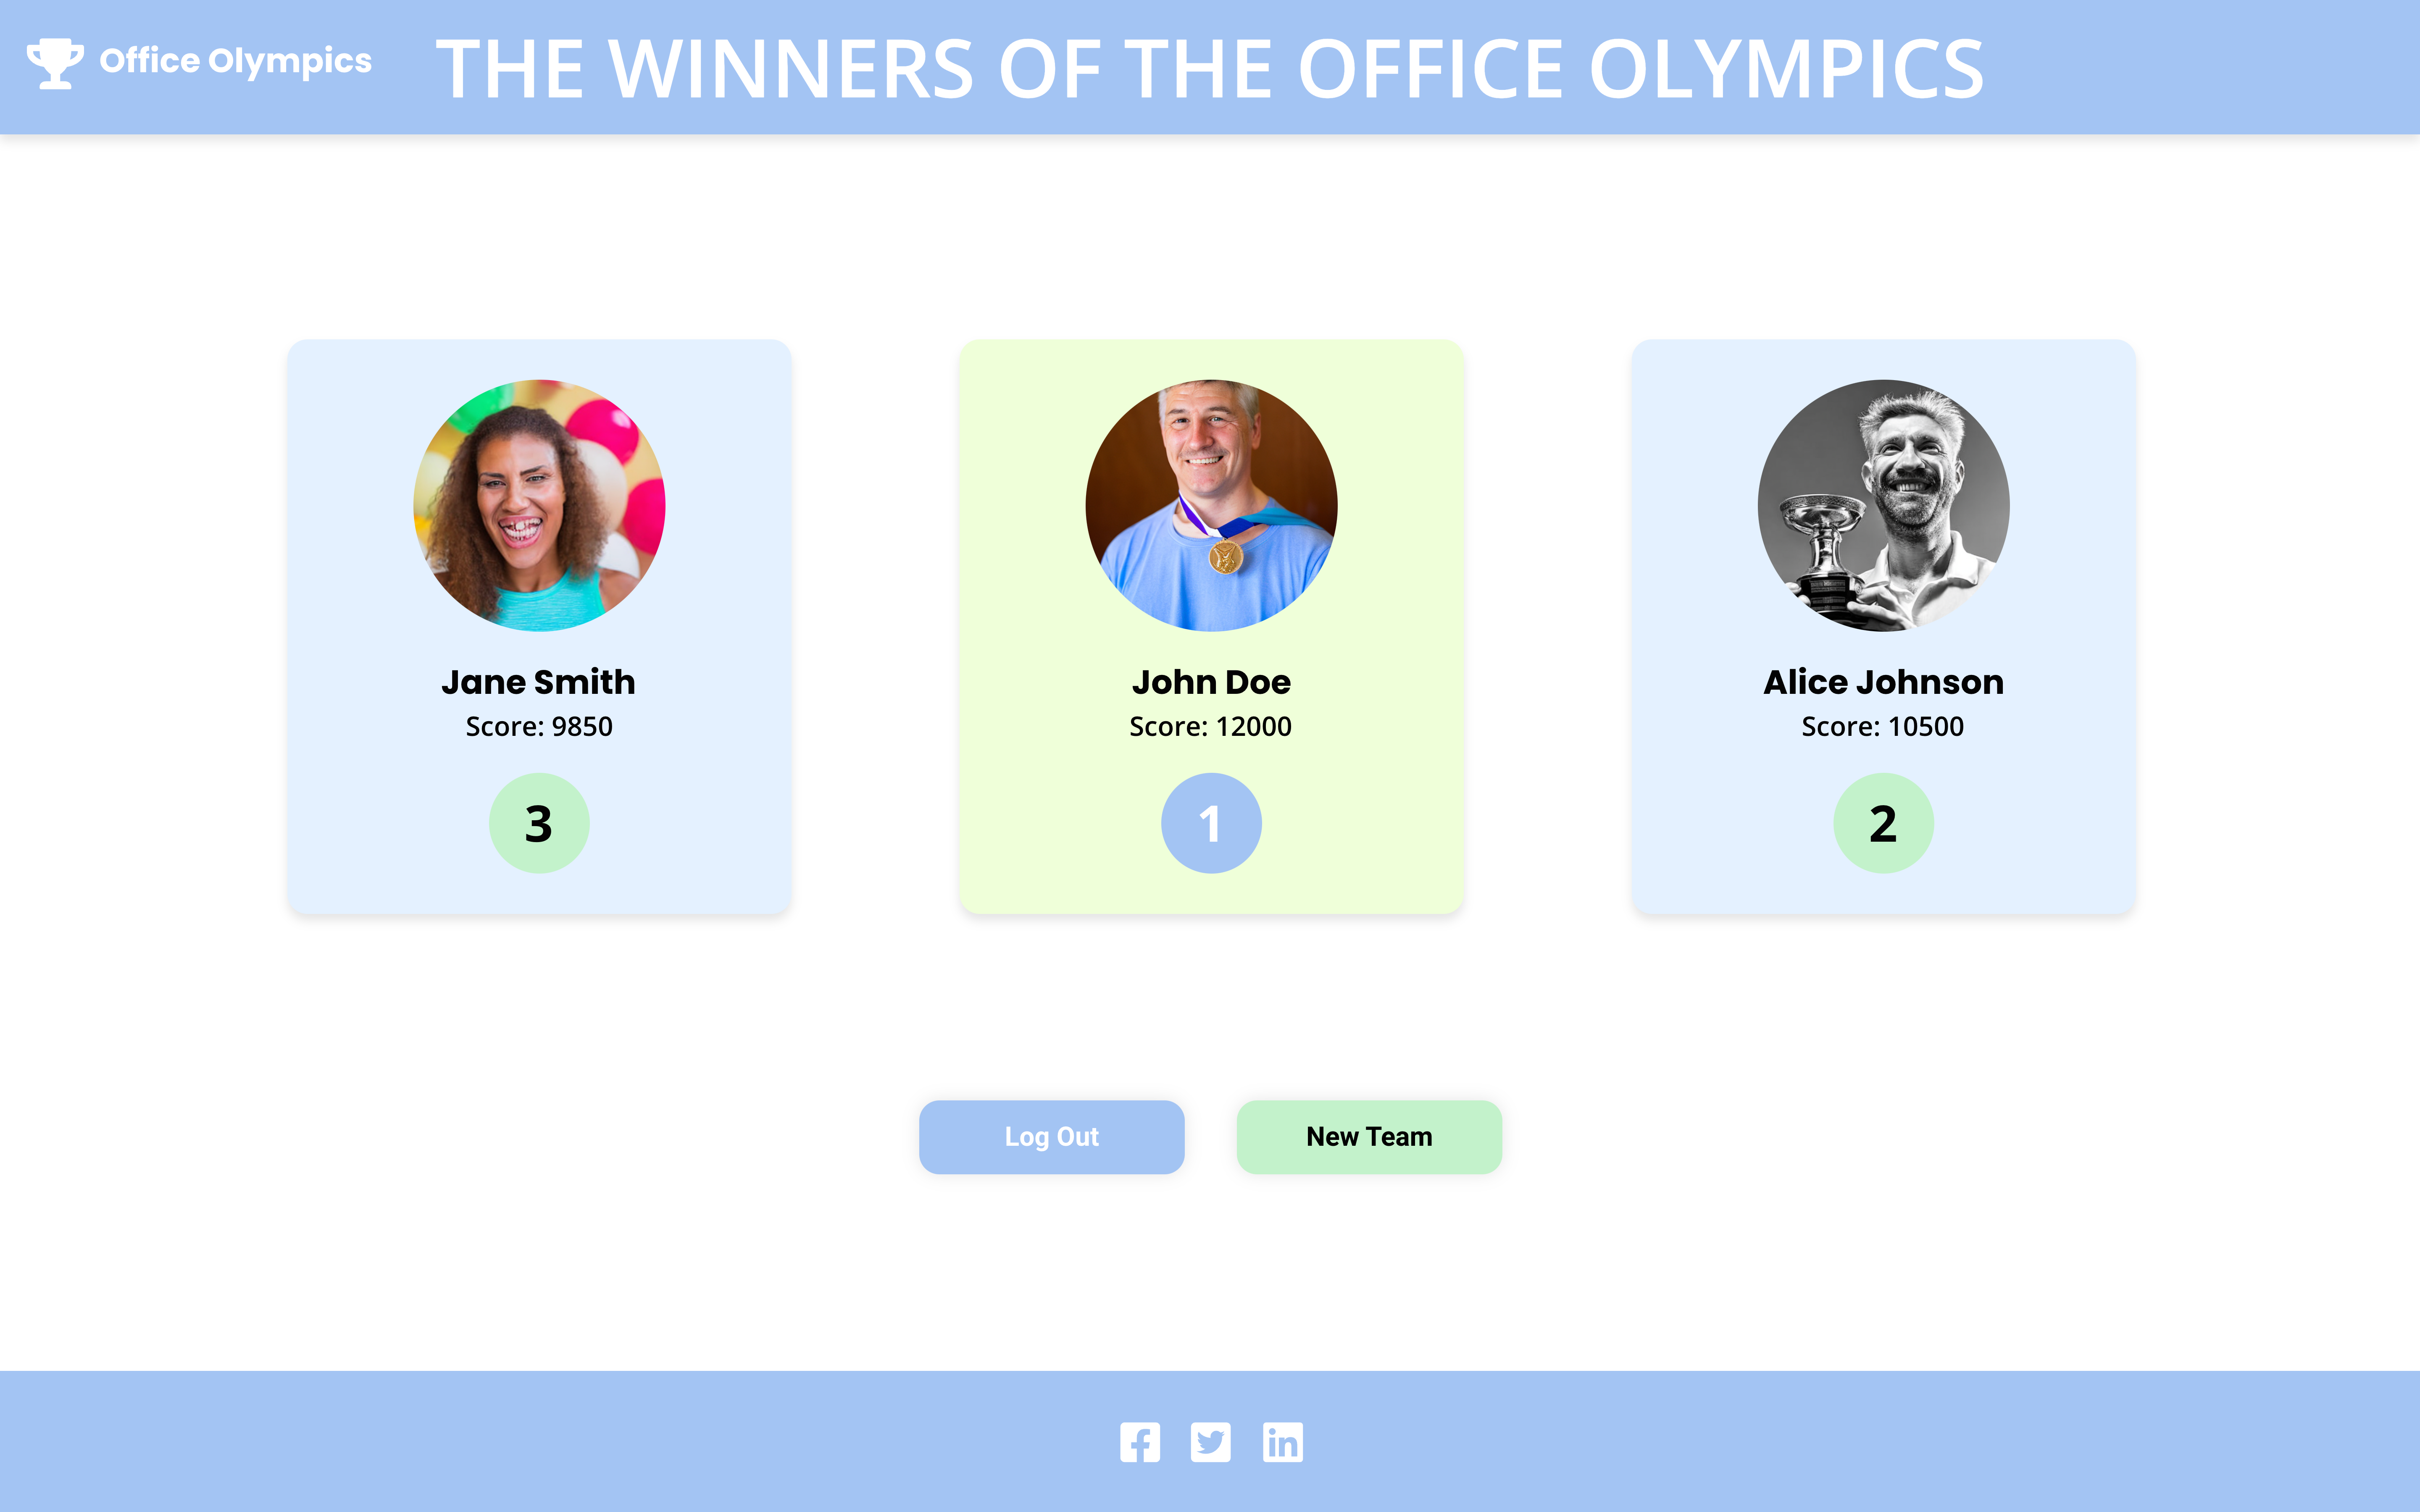 Office Olympics
THE WINNERS OF THE OFFICE OLYMPICS
Jane Smith
Score: 9850
3
John Doe
Score: 12000
1
Alice Johnson
Score: 10500
2
Log Out
New Team